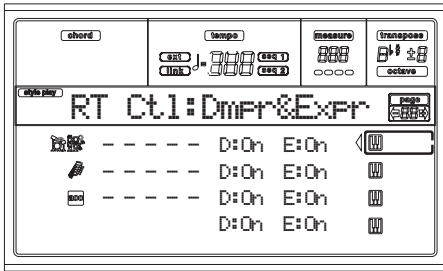 chord tempo measure transpose
ext seq 1
link seq 2
octave
style play RT Ctl:Dmpr&Expr page
- - - - - D:On E:On
- - - - - D:On E:On
acc - - - - - D:On E:On
D:On E:On